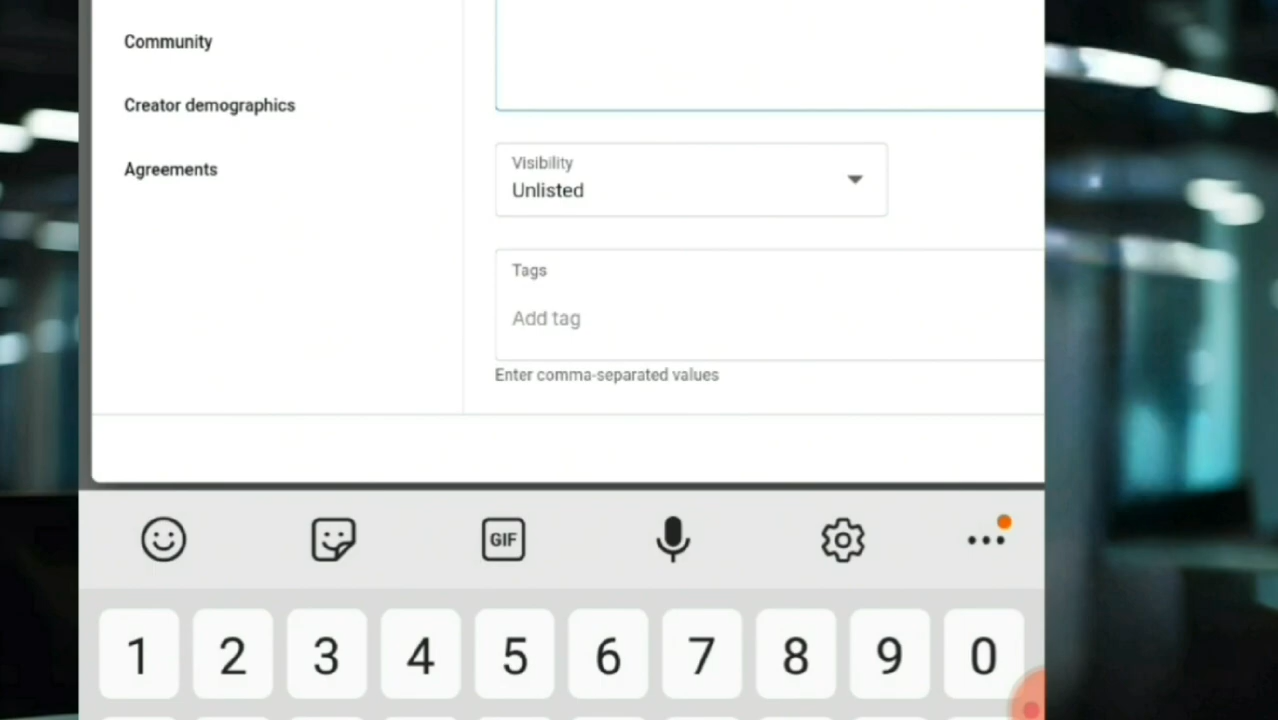 Community
Creator demographics
Agreements
Visibility
Unlisted
Tags
Add tag
Enter comma-separated values
GIF
1 2 3 4 5 6 7 8 9 0